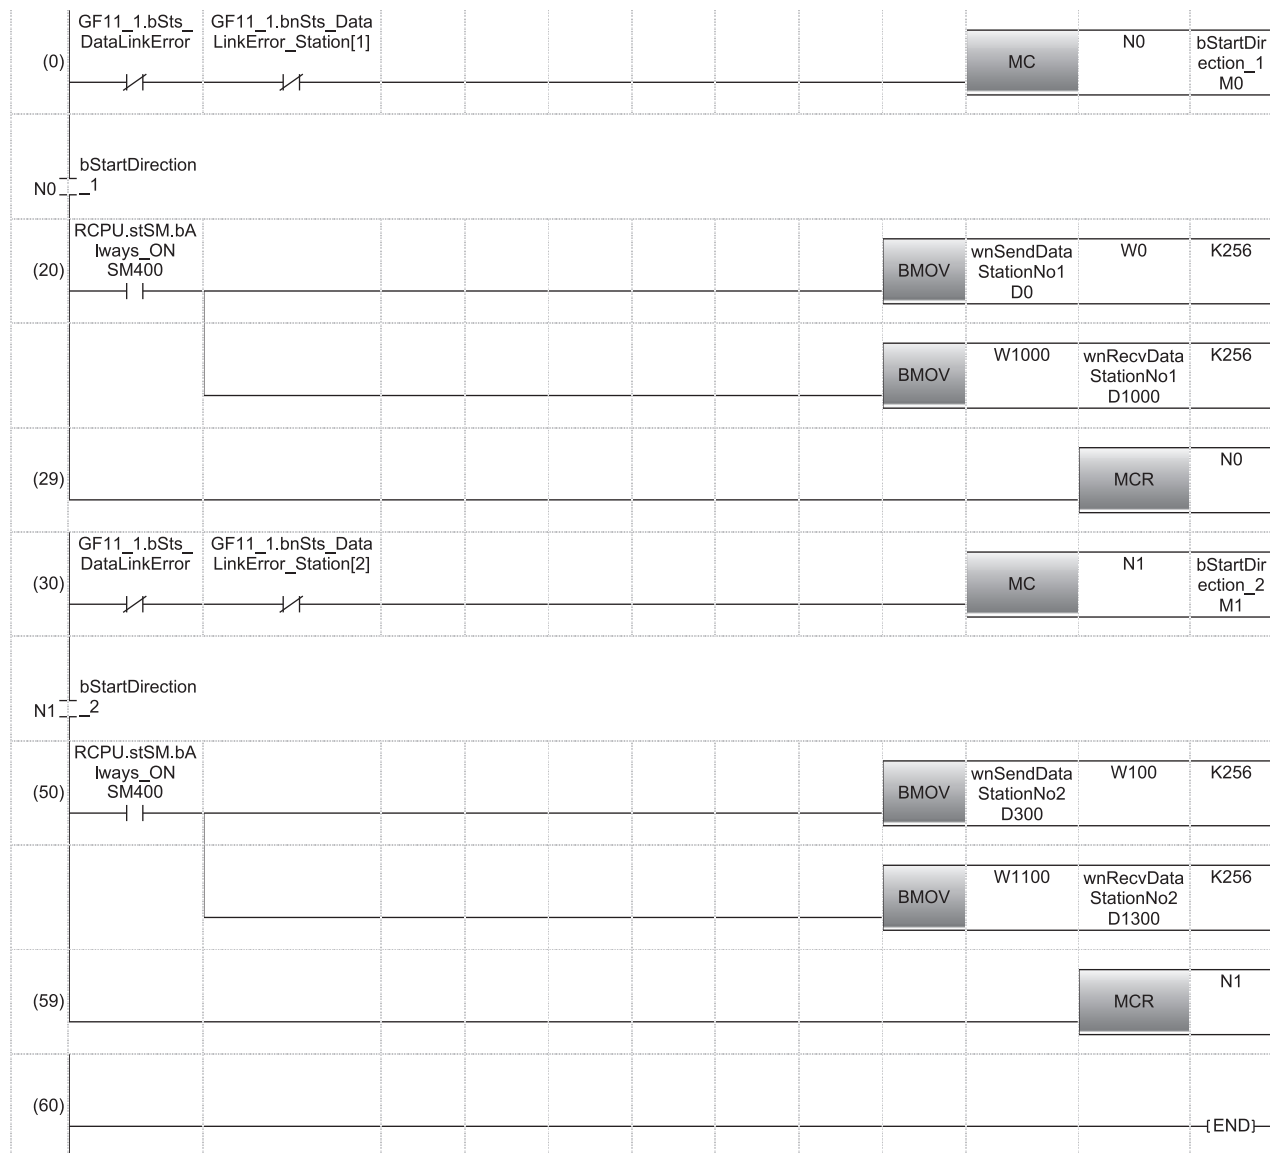 GF11_1.bSts_ GF11_1.bnSts_Data
DataLinkError LinkError_Station[1]
(0) MC N0 bStartDir
ection_1
M0
bStartDirection
N0 _1
RCPU.stSM.bA
lways_ON
SM400
(20) BMOV wnSendData W0 K256
StationNo1
D0
BMOV W1000 wnRecvData K256
StationNo1
D1000
(29) MCR N0
GF11_1.bSts_ GF11_1.bnSts_Data
DataLinkError LinkError_Station[2]
(30) MC N1 bStartDir
ection_2
M1
bStartDirection
N1 _2
RCPU.stSM.bA
lways_ON
SM400
(50) BMOV wnSendData W100 K256
StationNo2
D300
BMOV W1100 wnRecvData K256
StationNo2
D1300
(59) MCR N1
(60) END